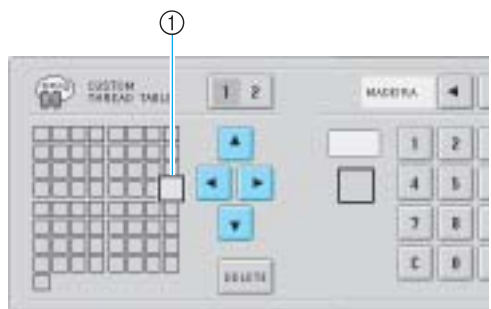 1
CUSTOM
THREAD TABLE
1 2
MADEIRA
1 2
4 5
7 8
C 0
DELETE